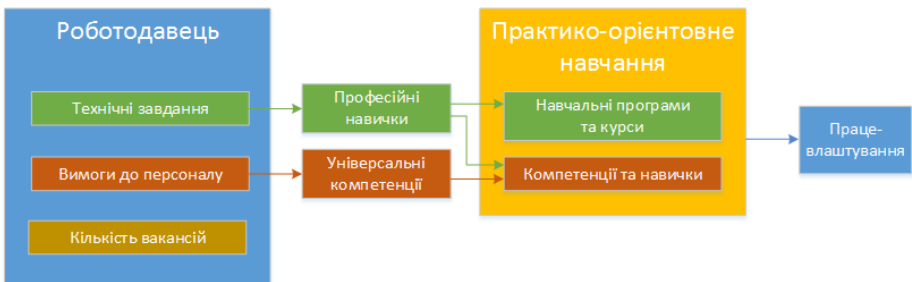 Роботодавець
Технічні завдання
Вимоги до персоналу
Кількість вакансій
Професійні
навички
Універсальні
компетенції
Практико-орієнтовне
навчання
Навчальні програми
та курси
Компетенції та навички
Праце-
влаштування